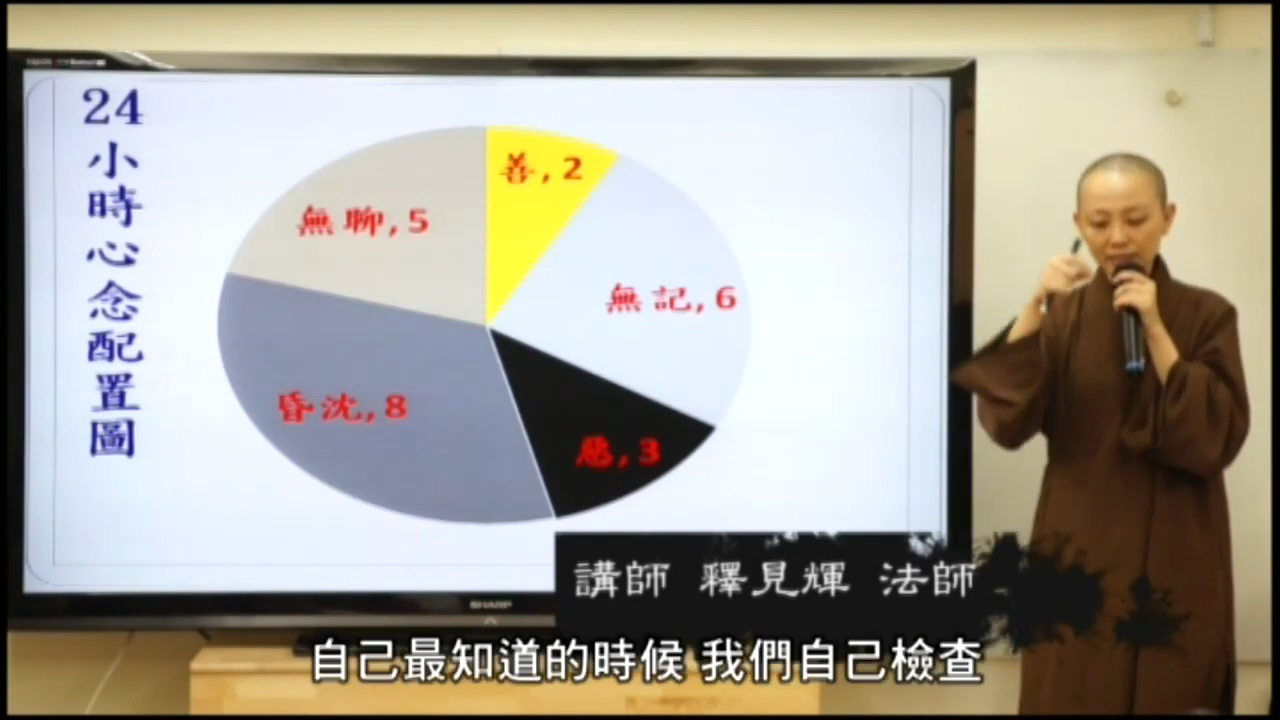 24小時心念配置圖
善, 2
無聊, 5
無記, 6
昏沈, 8
惡, 3
SHARP
講師 釋見輝 法師
自己最知道的時候 我們自己檢查